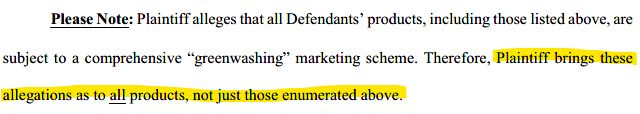 Please Note: Plaintiff alleges that all Defendants’ products, including those listed above, are
subject to a comprehensive “greenwashing” marketing scheme. Therefore, Plaintiff brings these
allegations as to all products, not just those enumerated above.